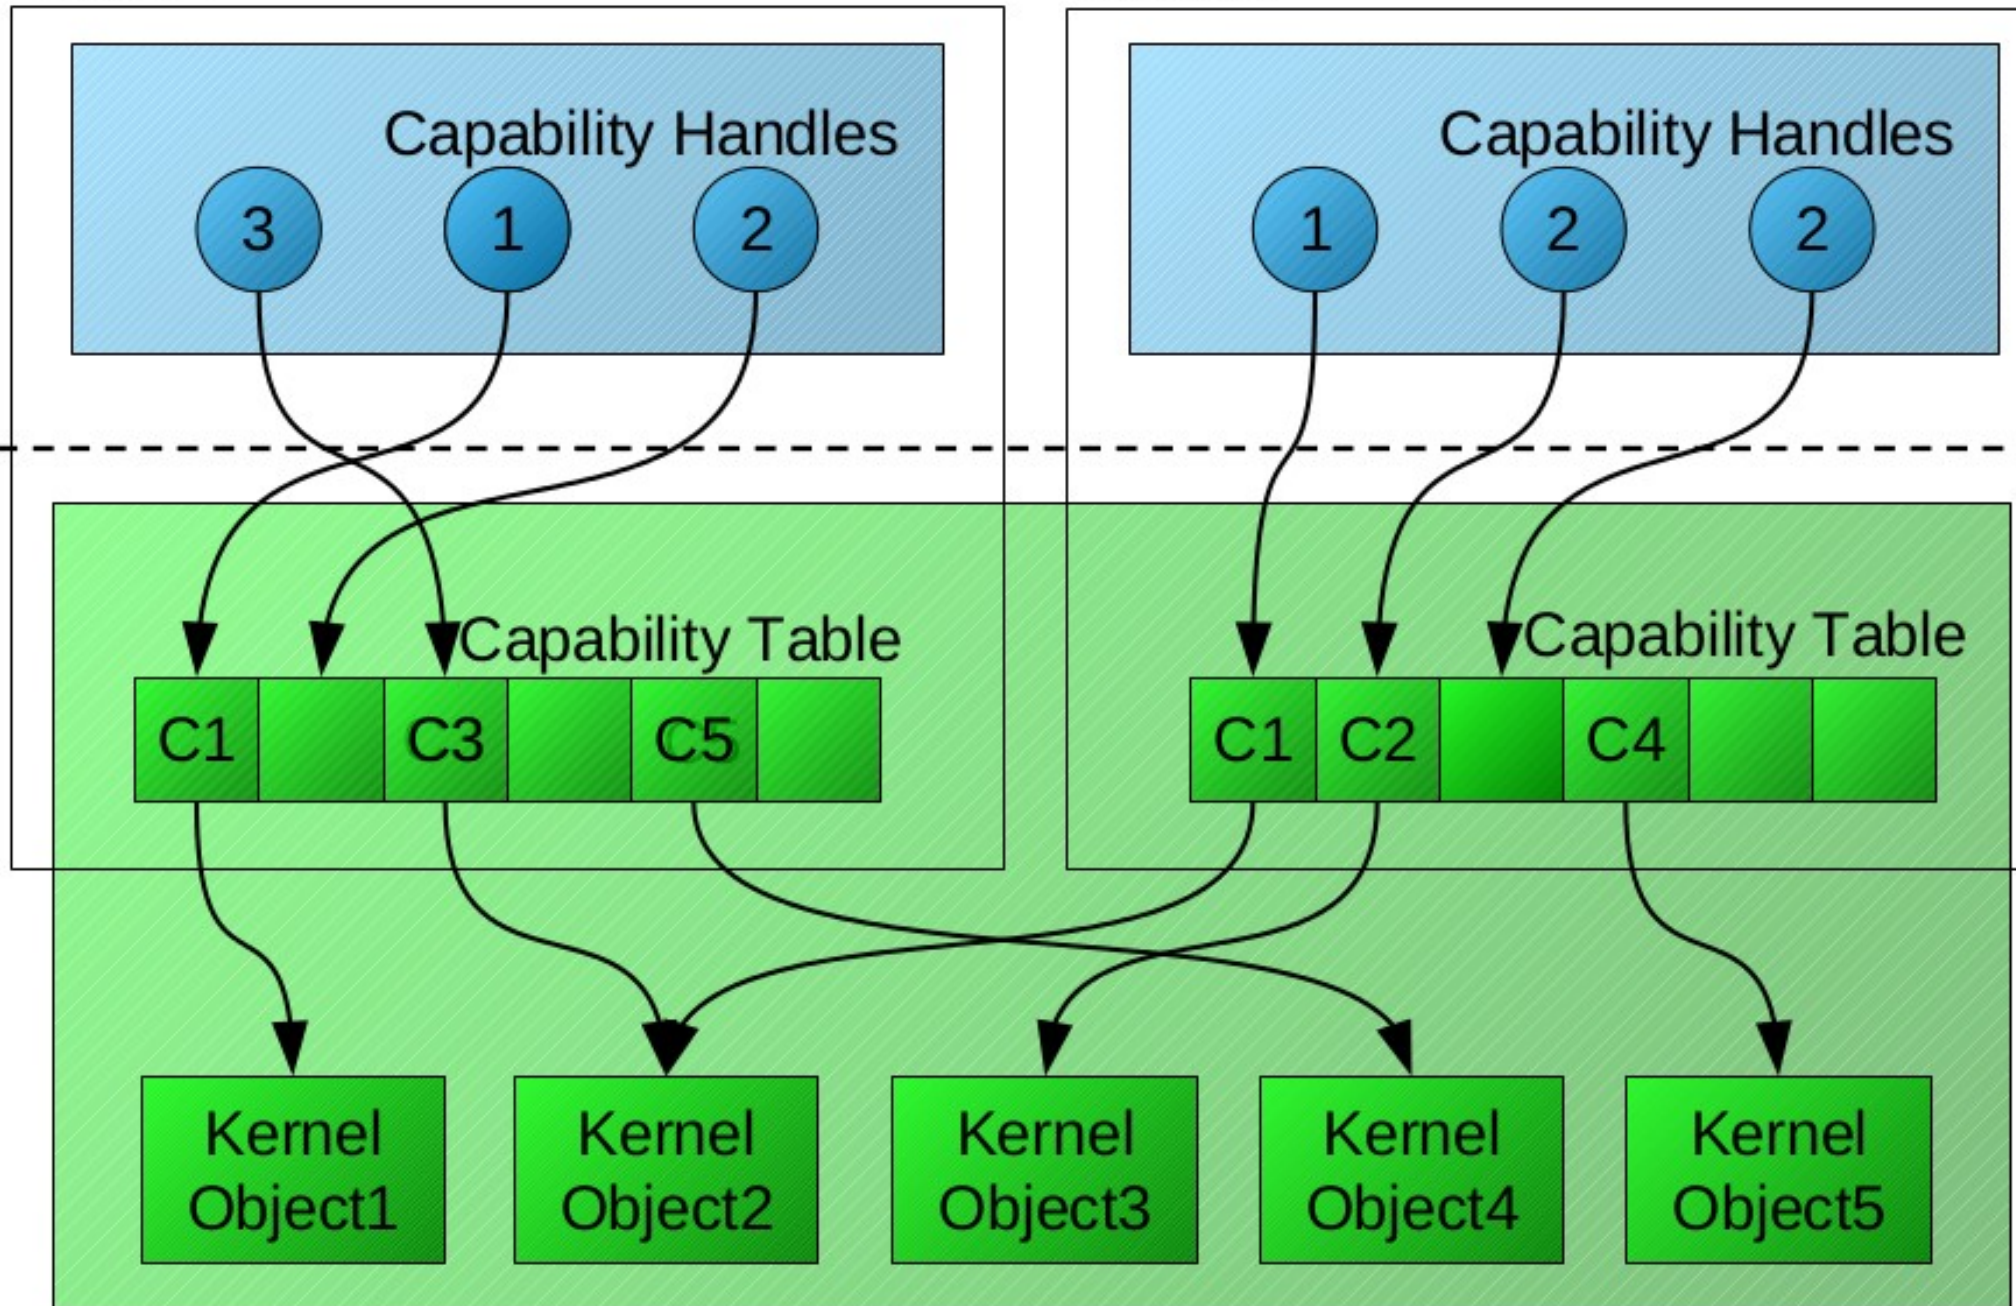 Capability Handles
3 1 2
Capability Handles
1 2 2
Capability Table
C1 C3 C5
Capability Table
C1 C2 C4
Kernel
Object1
Kernel
Object2
Kernel
Object3
Kernel
Object4
Kernel
Object5